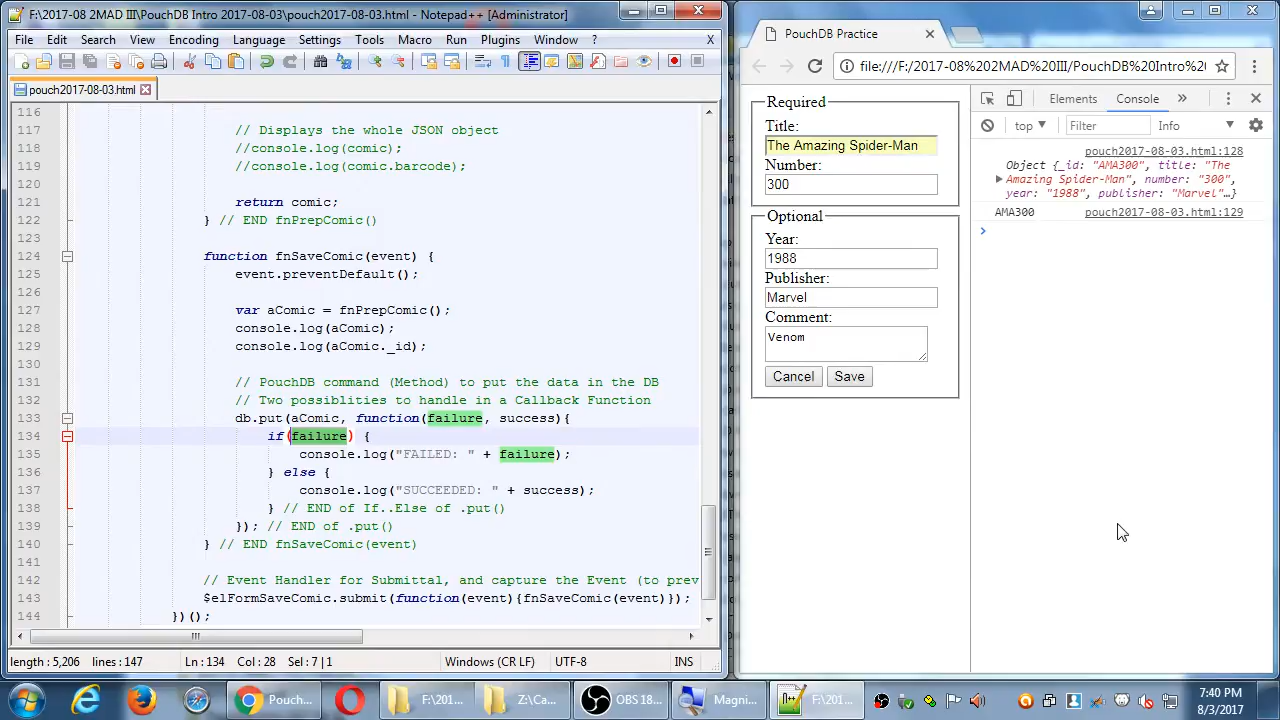 F:\2017-08 2MAD III\PouchDB Intro 2017-08-03\pouch2017-08-03.html - Notepad++ [Administrator]
File Edit Search View Encoding Language Settings Tools Macro Run Plugins Window ? X
pouch2017-08-03.html
116
117 // Displays the whole JSON object
118 //console.log(comic);
119 //console.log(comic.barcode);
120
121 return comic;
122 } // END fnPrepComic()
123
124 function fnSaveComic(event) {
125 event.preventDefault();
126
127 var aComic = fnPrepComic();
128 console.log(aComic);
129 console.log(aComic._id);
130
131 // PouchDB command (Method) to put the data in the DB
132 // Two possiblities to handle in a Callback Function
133 db.put(aComic, function(failure, success){
134 if(failure) {
135 console.log("FAILED: " + failure);
136 } else {
137 console.log("SUCCEEDED: " + success);
138 } // END of If..Else of .put()
139 }); // END of .put()
140 } // END fnSaveComic(event)
141
142 // Event Handler for Submittal, and capture the Event (to prev
143 $elFormSaveComic.submit(function(event){fnSaveComic(event)});
144 })();
length : 5,206 lines : 147 Ln : 134 Col : 28 Sel : 7 | 1 Windows (CR LF) UTF-8 INS
PouchDB Practice
file:///F:/2017-08%202MAD%20III/PouchDB%20Intro%2
Required
Title:
The Amazing Spider-Man
Number:
300
Optional
Year:
1988
Publisher:
Marvel
Comment:
Venom
Cancel Save
Elements Console »
top Filter Info
pouch2017-08-03.html:128
Object {_id: "AMA300", title: "The
Amazing Spider-Man", number: "300",
year: "1988", publisher: "Marvel"…}
AMA300 pouch2017-08-03.html:129
Pouch... F:\201... Z:\Ca... OBS 18... Magni... F:\201...
7:40 PM
8/3/2017